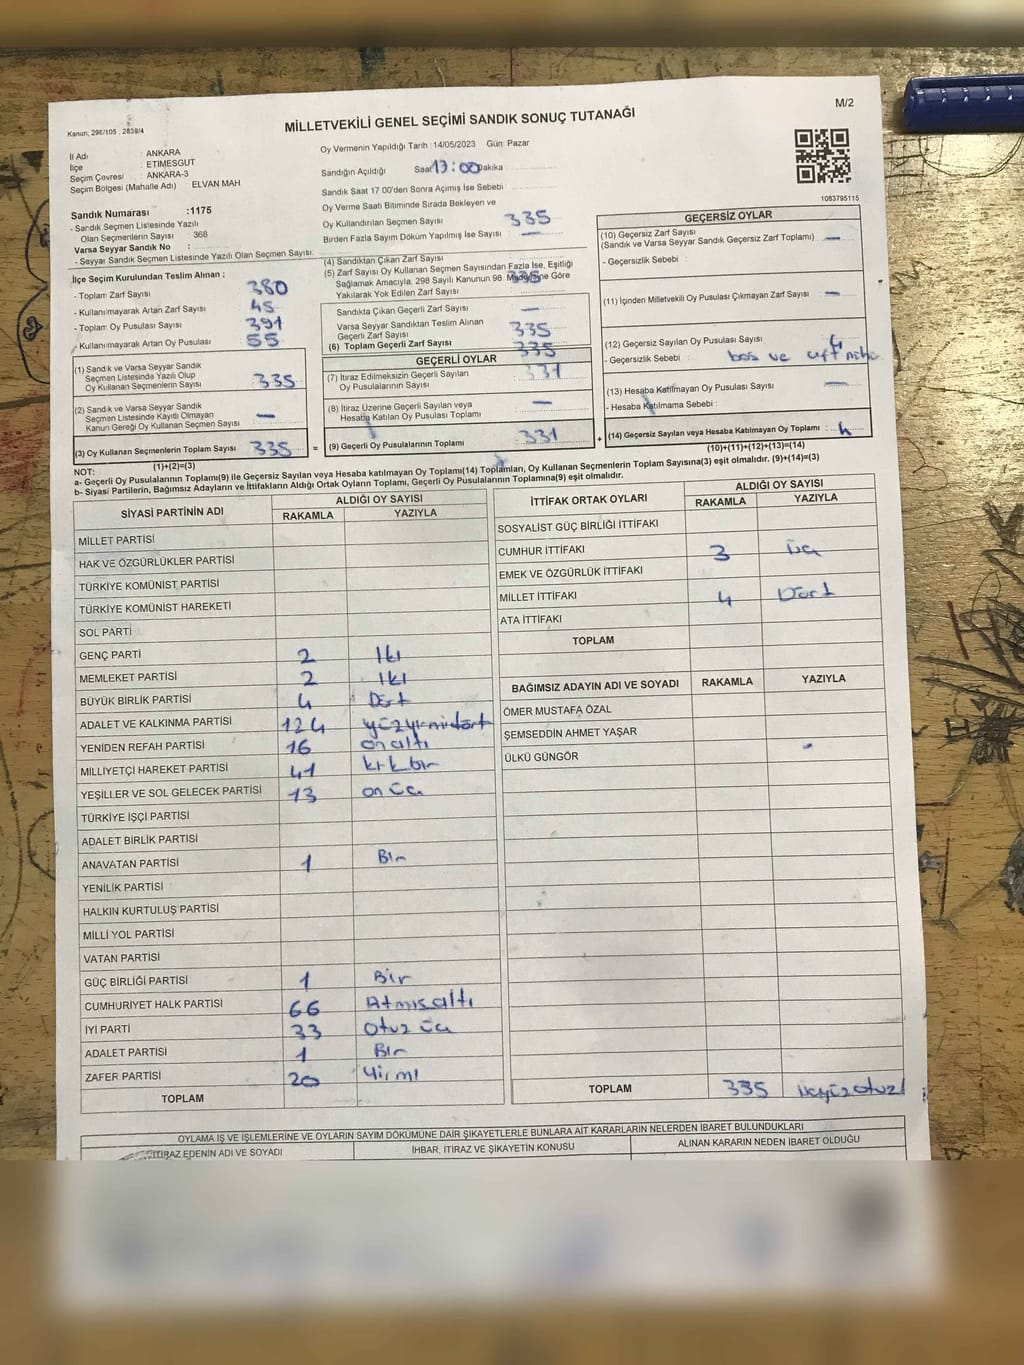 M/2
Kanun: 298/105 , 2839/4
MİLLETVEKİLİ GENEL SEÇİMİ SANDIK SONUÇ TUTANAĞI
İl Adı : ANKARA
İlçe : ETİMESGUT
Seçim Çevresi : ANKARA-3
Seçim Bölgesi (Mahalle Adı) : ELVAN MAH
Sandık Numarası :1175
- Sandık Seçmen Listesinde Yazılı
Olan Seçmenlerin Sayısı : 368
Varsa Seyyar Sandık No :
- Seyyar Sandık Seçmen Listesinde Yazılı Olan Seçmen Sayısı
Oy Vermenin Yapıldığı Tarih :14/05/2023 Gün: Pazar
Sandığın Açıldığı Saat Dakika
Sandık Saat 17 00'den Sonra Açımış İse Sebebi
Oy Verme Saati Bitiminde Sırada Bekleyen ve
Oy Kullandırılan Seçmen Sayısı 335
Birden Fazla Sayım Döküm Yapılmış İse Sayısı : —
1083795115
İlçe Seçim Kurulundan Teslim Alınan ;
- Toplam Zarf Sayısı 380
- Kullanılmayarak Artan Zarf Sayısı 45
- Toplam Oy Pusulası Sayısı 391
- Kullanılmayarak Artan Oy Pusulası 55
(1) Sandık ve Varsa Seyyar Sandık
Seçmen Listesinde Yazılı Olup
Oy Kullanan Seçmenlerin Sayısı : 335
(2) Sandık ve Varsa Seyyar Sandık
Seçmen Listesinde Kayıtlı Olmayan
Kanun Gereği Oy Kullanan Seçmen Sayısı : —
(3) Oy Kullanan Seçmenlerin Toplam Sayısı : 335
(1)+(2)=(3)
(4) Sandıktan Çıkan Zarf Sayısı 335
(5) Zarf Sayısı Oy Kullanan Seçmen Sayısından Fazla İse, Eşitliği
Sağlamak Amacıyla, 298 Sayılı Kanunun 98. Maddesine Göre
Yakılarak Yok Edilen Zarf Sayısı
Sandıkta Çıkan Geçerli Zarf Sayısı : —
Varsa Seyyar Sandıktan Teslim Alınan
Geçerli Zarf Sayısı : 335
(6) Toplam Geçerli Zarf Sayısı : 335
GEÇERLİ OYLAR
(7) İtiraz Edilmeksizin Geçerli Sayılan
Oy Pusulalarının Sayısı : 331
(8) İtiraz Üzerine Geçerli Sayılan veya
Hesaba Katılan Oy Pusulası Toplamı : —
= (9) Geçerli Oy Pusulalarının Toplamı : 331
GEÇERSİZ OYLAR
(10) Geçersiz Zarf Sayısı
(Sandık ve Varsa Seyyar Sandık Geçersiz Zarf Toplamı) : —
- Geçersizlik Sebebi :
(11) İçinden Milletvekili Oy Pusulası Çıkmayan Zarf Sayısı : —
(12) Geçersiz Sayılan Oy Pusulası Sayısı : 4
- Geçersizlik Sebebi : boş ve
(13) Hesaba Katılmayan Oy Pusulası Sayısı : —
- Hesaba Katılmama Sebebi :
+ (14) Geçersiz Sayılan veya Hesaba Katılmayan Oy Toplamı : 4
(10)+(11)+(12)+(13)=(14)
NOT:
a- Geçerli Oy Pusulalarının Toplamı(9) ile Geçersiz Sayılan veya Hesaba katılmayan Oy Toplamı(14) Toplamları, Oy Kullanan Seçmenlerin Toplam Sayısına(3) eşit olmalıdır. (9)+(14)=(3)
b- Siyasi Partilerin, Bağımsız Adayların ve İttifakların Aldığı Ortak Oyların Toplamı, Geçerli Oy Pusulalarının Toplamına(9) eşit olmalıdır.
SİYASİ PARTİNİN ADI ALDIĞI OY SAYISI
RAKAMLA YAZIYLA
MİLLET PARTİSİ
HAK VE ÖZGÜRLÜKLER PARTİSİ
TÜRKİYE KOMÜNİST PARTİSİ
TÜRKİYE KOMÜNİST HAREKETİ
SOL PARTİ
GENÇ PARTİ 2 İki
MEMLEKET PARTİSİ 2 İki
BÜYÜK BİRLİK PARTİSİ 4 Dört
ADALET VE KALKINMA PARTİSİ 124 yüzyirmidört
YENİDEN REFAH PARTİSİ 16 onaltı
MİLLİYETÇİ HAREKET PARTİSİ 41 kırkbir
YEŞİLLER VE SOL GELECEK PARTİSİ 13 on üç
TÜRKİYE İŞÇİ PARTİSİ
ADALET BİRLİK PARTİSİ
ANAVATAN PARTİSİ 1 Bir
YENİLİK PARTİSİ
HALKIN KURTULUŞ PARTİSİ
MİLLİ YOL PARTİSİ
VATAN PARTİSİ
GÜÇ BİRLİĞİ PARTİSİ 1 Bir
CUMHURİYET HALK PARTİSİ 66 Atmışaltı
İYİ PARTİ 33 otuz üç
ADALET PARTİSİ 1 Bir
ZAFER PARTİSİ 20 Yirmi
TOPLAM
İTTİFAK ORTAK OYLARI ALDIĞI OY SAYISI
RAKAMLA YAZIYLA
SOSYALİST GÜÇ BİRLİĞİ İTTİFAKI
CUMHUR İTTİFAKI 3 üç
EMEK VE ÖZGÜRLÜK İTTİFAKI
MİLLET İTTİFAKI 4 Dört
ATA İTTİFAKI
TOPLAM
BAĞIMSIZ ADAYIN ADI VE SOYADI RAKAMLA YAZIYLA
ÖMER MUSTAFA ÖZAL
ŞEMSEDDİN AHMET YAŞAR
ÜLKÜ GÜNGÖR
TOPLAM 335
OYLAMA İŞ VE İŞLEMLERİNE VE OYLARIN SAYIM DÖKÜMÜNE DAİR ŞİKAYETLERLE BUNLARA AİT KARARLARIN NELERDEN İBARET BULUNDUKLARI
İTİRAZ EDENİN ADI VE SOYADI İHBAR, İTİRAZ VE ŞİKAYETİN KONUSU ALINAN KARARIN NEDEN İBARET OLDUĞU